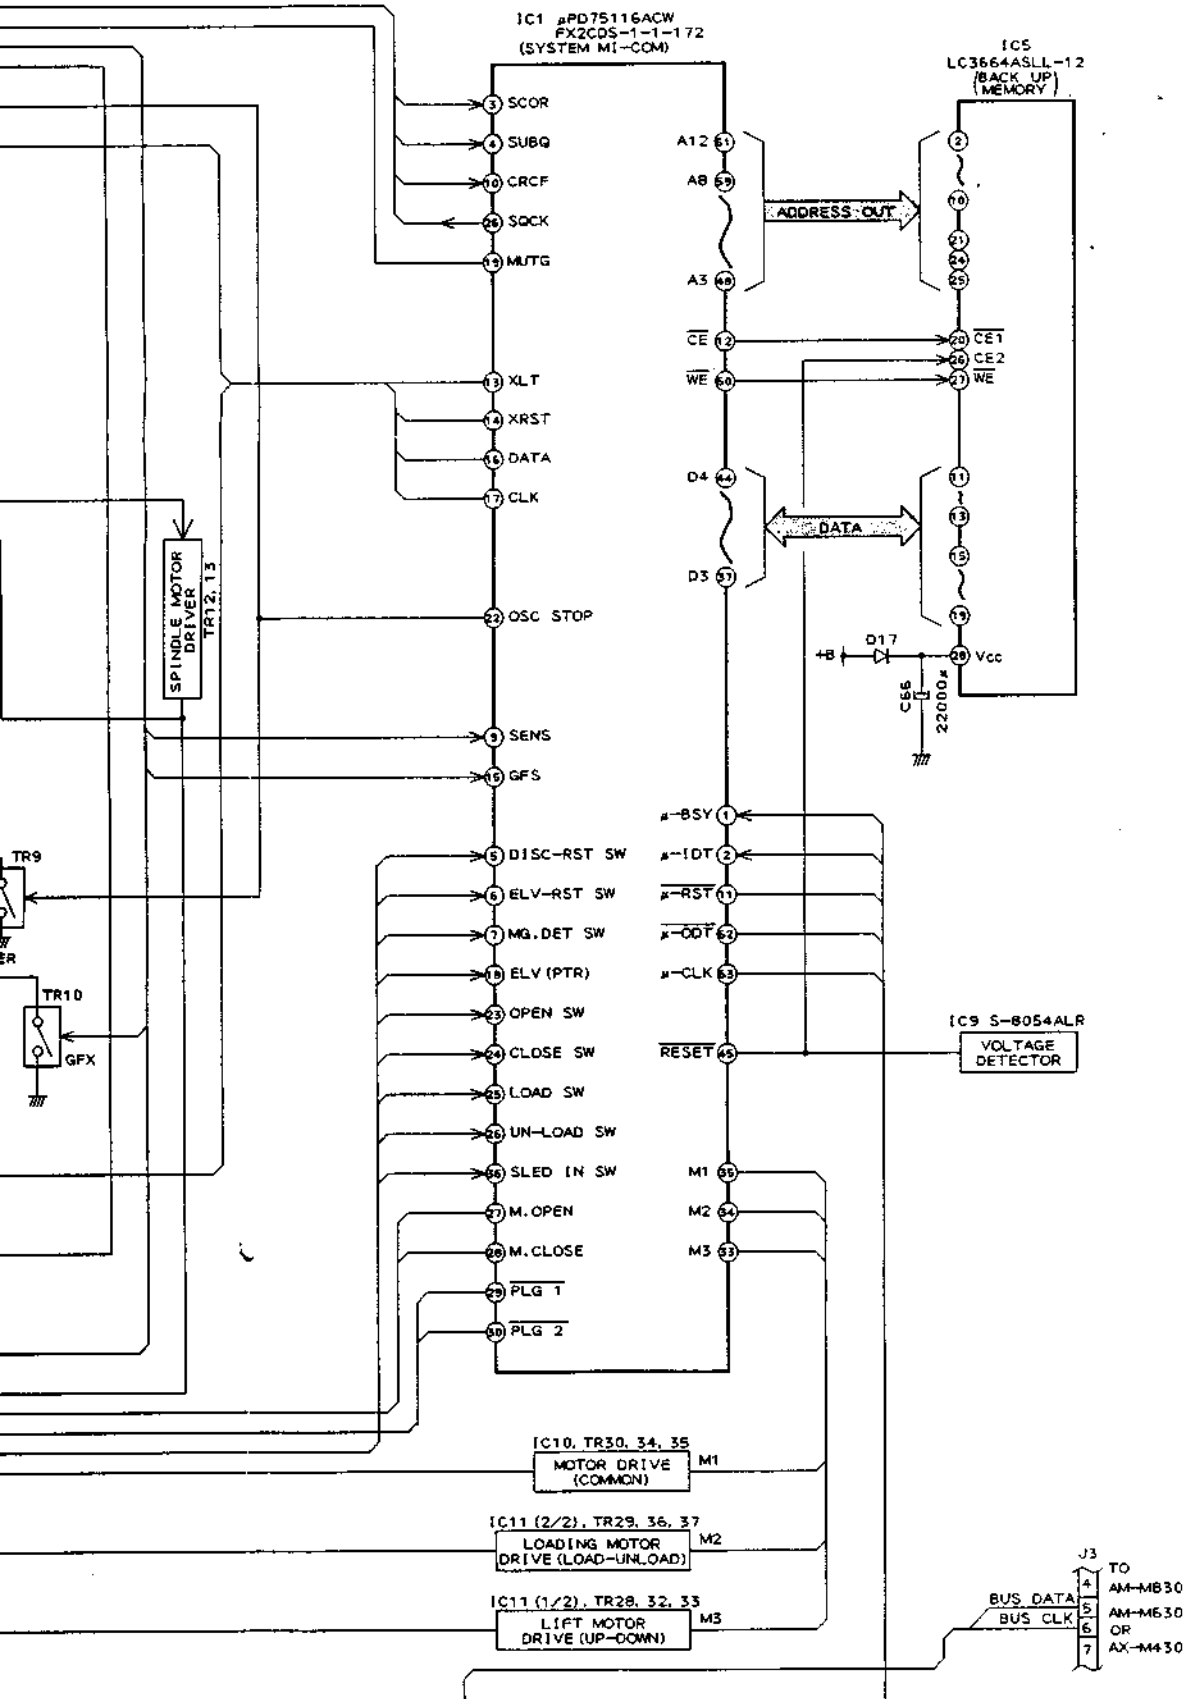 IC1 µPD75116ACW
FX2CDS-1-1-172
(SYSTEM MI-COM)
IC5
LC3664ASLL-12
(BACK UP
MEMORY)
3 SCOR
4 SUBQ
10 CRCF
SQCK
19 MUTG
13 XLT
14 XRST
16 DATA
17 CLK
22 OSC STOP
9 SENS
15 GFS
5 DISC-RST SW
6 ELV-RST SW
7 MG.DET SW
18 ELV(PTR)
23 OPEN SW
24 CLOSE SW
25 LOAD SW
26 UN-LOAD SW
36 SLED IN SW
27 M.OPEN
28 M.CLOSE
29 PLG 1
30 PLG 2
A12 61
A8 59
A3 48
CE 12
WE 60
D4 44
D3 37
µ-BSY 1
µ-IDT 2
µ-RST 11
µ-ODT 62
µ-CLK 63
RESET 45
M1 35
M2 34
M3 33
ADDRESS OUT
DATA
2
10
21
24
25
20 CE1
26 CE2
27 WE
11
13
15
19
28 Vcc
+B
D17
C66
22000µ
SPINDLE MOTOR
DRIVER
TR12, 13
TR9
ER
TR10
GFX
IC9 S-8054ALR
VOLTAGE
DETECTOR
IC10, TR30, 34, 35
MOTOR DRIVE
(COMMON)
M1
IC11 (2/2), TR29, 36, 37
LOADING MOTOR
DRIVE (LOAD-UNLOAD)
M2
IC11 (1/2), TR28, 32, 33
LIFT MOTOR
DRIVE (UP-DOWN)
M3
J3
BUS DATA
BUS CLK
4
5
6
7
TO
AM-M830
AM-M630
OR
AX-M430